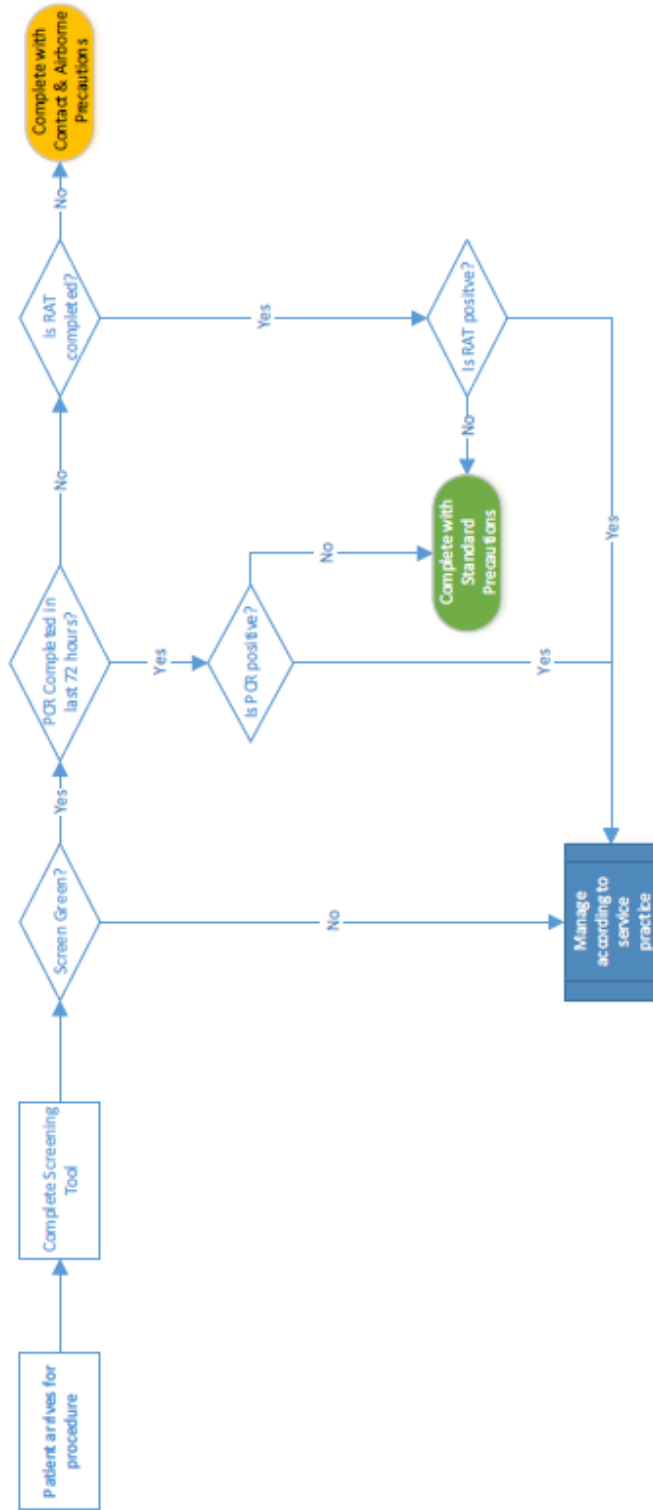 Patient arrives for
procedure
Complete Screening
Tool
Screen Green?
Yes
No
PCR Completed in
last 72 hours?
No
Yes
Is RAT
completed?
No
Yes
Complete with
Contact & Airborne
Precautions
Is PCR positive?
No
Yes
Is RAT positve?
No
Yes
Complete with
Standard
Precautions
Manage
according to
service
practice